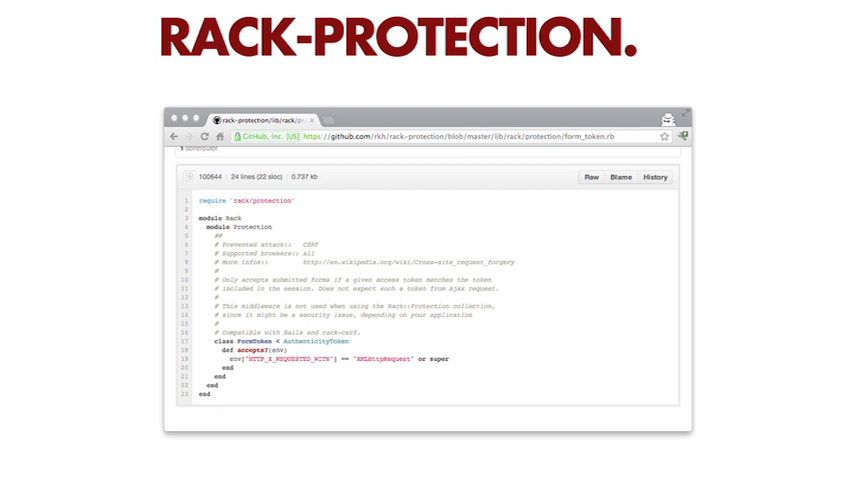 RACK-PROTECTION.
rack-protection/lib/rack/pr
GitHub, Inc. [US] https://github.com/rkh/rack-protection/blob/master/lib/rack/protection/form_token.rb
1 contributor
100644 24 lines (22 sloc) 0.737 kb Raw Blame History
1 require 'rack/protection'
2
3 module Rack
4 module Protection
5 ##
6 # Prevented attack:: CSRF
7 # Supported browsers:: all
8 # More infos:: http://en.wikipedia.org/wiki/Cross-site_request_forgery
9 #
10 # Only accepts submitted forms if a given access token matches the token
11 # included in the session. Does not expect such a token from Ajax request.
12 #
13 # This middleware is not used when using the Rack::Protection collection,
14 # since it might be a security issue, depending on your application
15 #
16 # Compatible with Rails and rack-csrf.
17 class FormToken < AuthenticityToken
18 def accepts?(env)
19 env["HTTP_X_REQUESTED_WITH"] == "XMLHttpRequest" or super
20 end
21 end
22 end
23 end